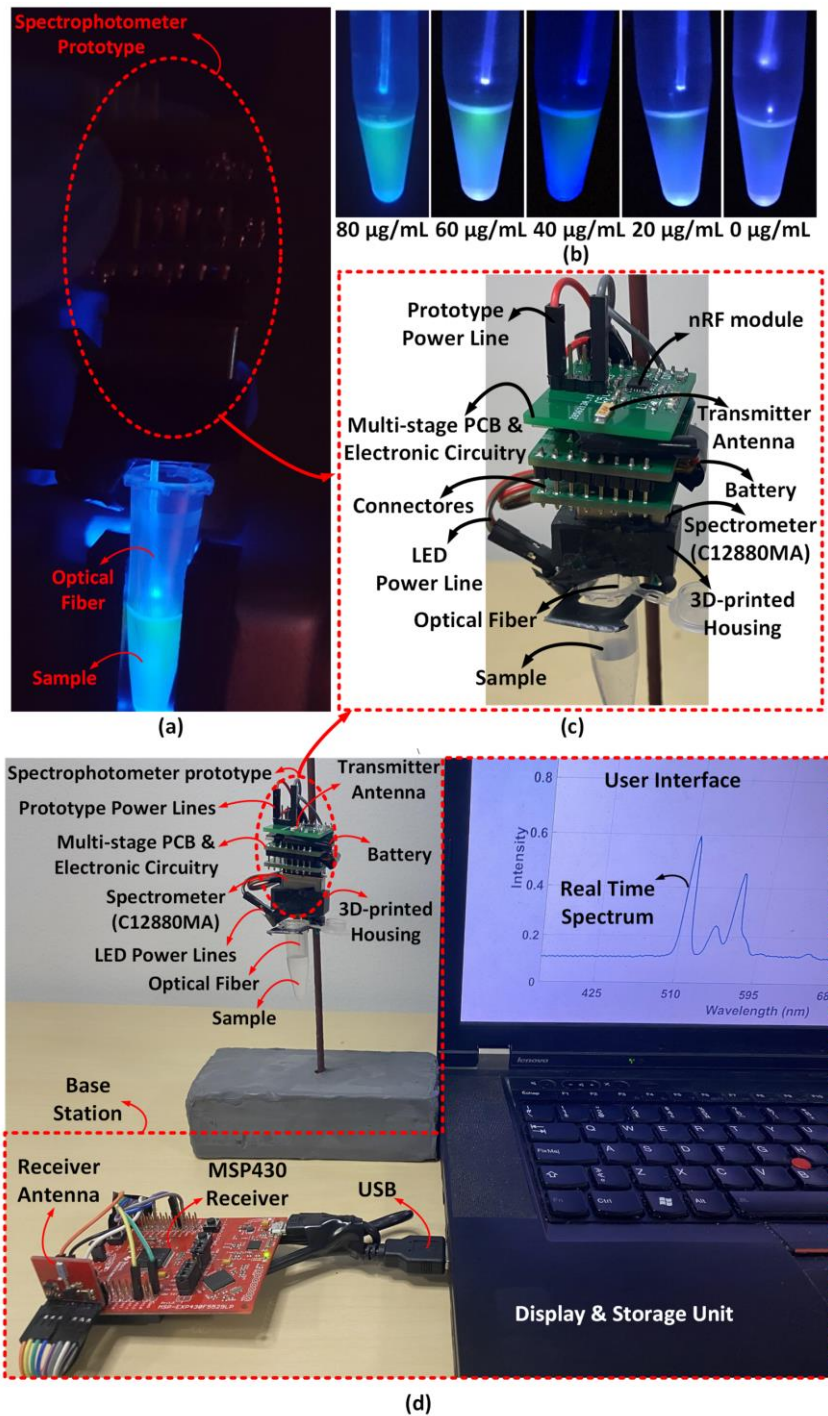 Spectrophotometer
Prototype
Optical
Fiber
Sample
(a)
80 µg/mL 60 µg/mL 40 µg/mL 20 µg/mL 0 µg/mL
(b)
Prototype
Power Line
nRF module
Multi-stage PCB &
Electronic Circuitry
Transmitter
Antenna
Connectores
Battery
LED
Power Line
Spectrometer
(C12880MA)
Optical Fiber
3D-printed
Housing
Sample
(c)
Spectrophotometer prototype
Transmitter
Antenna
Prototype Power Lines
Multi-stage PCB &
Electronic Circuitry
Battery
Spectrometer
(C12880MA)
3D-printed
Housing
LED Power Lines
Optical Fiber
Sample
User Interface
0.8
0.6
0.4
0.2
0
Intensity
Real Time
Spectrum
425 510 595
Wavelength (nm)
lenovo
Base
Station
Receiver
Antenna
MSP430
Receiver
USB
MSP-EXP430F5529LP
Display & Storage Unit
(d)